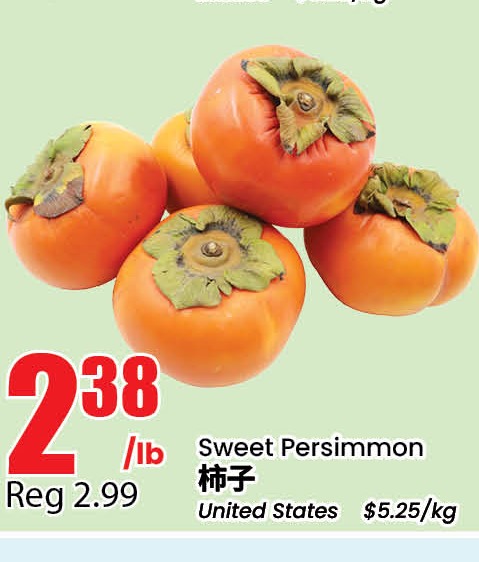 2.38
/lb
Reg 2.99
Sweet Persimmon
柿子
United States $5.25/kg